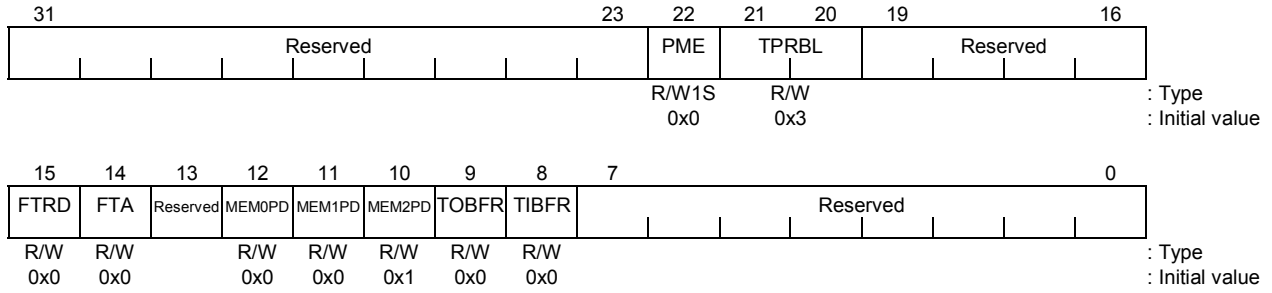 31 23 22 21 20 19 16
Reserved PME TPRBL Reserved
R/W1S R/W : Type
0x0 0x3 : Initial value
15 14 13 12 11 10 9 8 7 0
FTRD FTA Reserved MEM0PD MEM1PD MEM2PD TOBFR TIBFR Reserved
R/W R/W R/W R/W R/W R/W R/W : Type
0x0 0x0 0x0 0x0 0x1 0x0 0x0 : Initial value